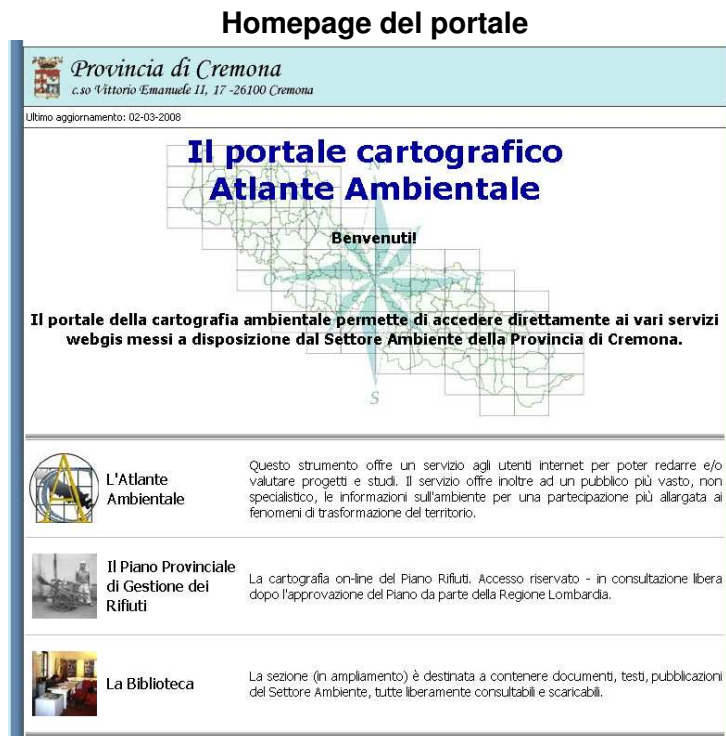 Homepage del portale
Provincia di Cremona
c.so Vittorio Emanuele II, 17 -26100 Cremona
Ultimo aggiornamento: 02-03-2008
Il portale cartografico
Atlante Ambientale
N
Benvenuti!
O
E
Il portale della cartografia ambientale permette di accedere direttamente ai vari servizi
webgis messi a disposizione dal Settore Ambiente della Provincia di Cremona.
S
L'Atlante
Ambientale
Questo strumento offre un servizio agli utenti internet per poter redarre e/o
valutare progetti e studi. Il servizio offre inoltre ad un pubblico più vasto, non
specialistico, le informazioni sull'ambiente per una partecipazione più allargata ai
fenomeni di trasformazione del territorio.
Il Piano Provinciale
di Gestione dei
Rifiuti
La cartografia on-line del Piano Rifiuti. Accesso riservato - in consultazione libera
dopo l'approvazione del Piano da parte della Regione Lombardia.
La Biblioteca
La sezione (in ampliamento) è destinata a contenere documenti, testi, pubblicazioni
del Settore Ambiente, tutte liberamente consultabili e scaricabili.